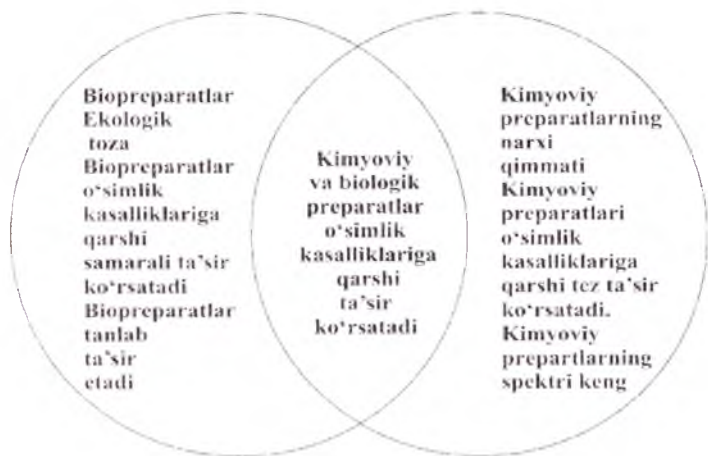 Biopreparatlar
Ekologik
toza
Biopreparatlar
o‘simlik
kasalliklariga
qarshi
samarali ta’sir
ko‘rsatadi
Biopreparatlar
tanlab
ta’sir
etadi
Kimyoviy
va biologik
preparatlar
o‘simlik
kasalliklariga
qarshi
ta’sir
ko‘rsatadi
Kimyoviy
preparatlarning
narxi
qimmati
Kimyoviy
preparatlari
o‘simlik
kasalliklariga
qarshi tez ta’sir
ko‘rsatadi.
Kimyoviy
prepartlarning
spektri keng